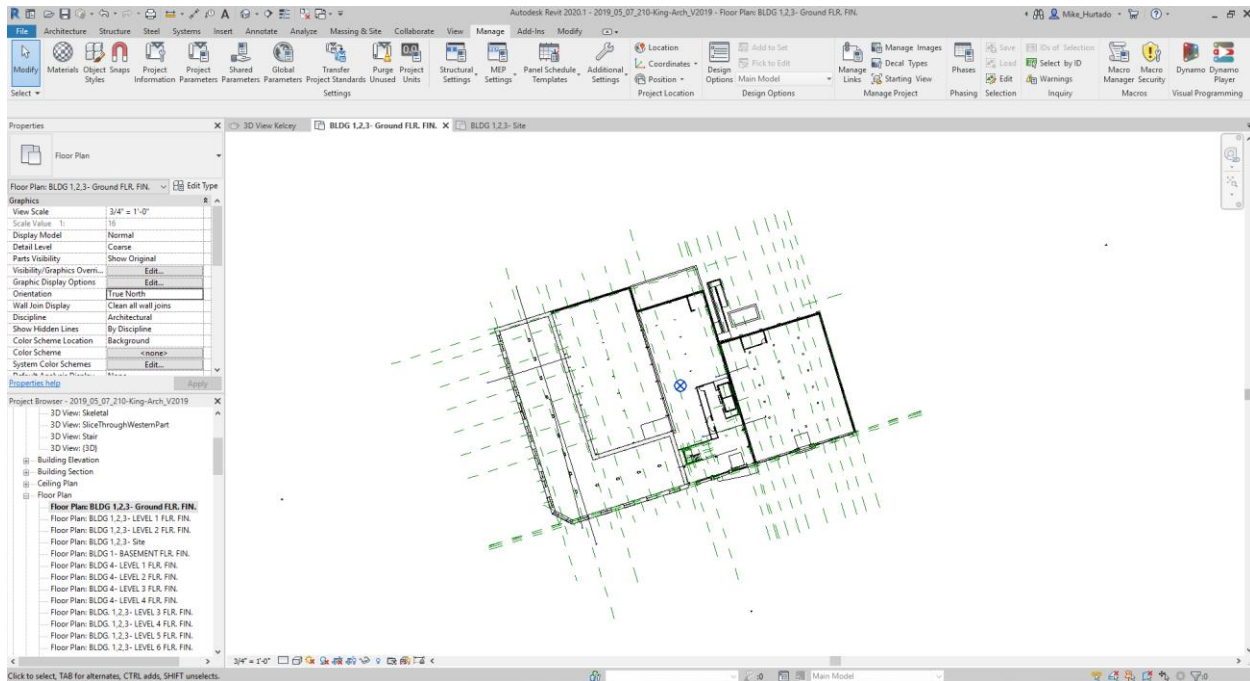 Autodesk Revit 2020.1 - 2019_05_07_210-King-Arch_V2019 - Floor Plan: BLDG 1,2,3- Ground FLR. FIN.
Mike_Hurtado
File Architecture Structure Steel Systems Insert Annotate Analyze Massing & Site Collaborate View Manage Add-Ins Modify
Modify
Materials
Object Styles
Snaps
Project Information
Project Parameters
Shared Parameters
Global Parameters
Transfer Project Standards
Purge Unused
Project Units
Structural Settings
MEP Settings
Panel Schedule Templates
Additional Settings
Location
Coordinates
Position
Design Options
Add to Set
Pick to Edit
Main Model
Manage Links
Manage Images
Decal Types
Starting View
Phases
Save
Load
Edit
IDs of Selection
Select by ID
Warnings
Macro Manager
Macro Security
Dynamo
Dynamo Player
Select
Settings
Project Location
Design Options
Manage Project
Phasing
Selection
Inquiry
Macros
Visual Programming
Properties
3D View Kelcey
BLDG 1,2,3- Ground FLR. FIN.
BLDG 1,2,3- Site
Floor Plan
Floor Plan: BLDG 1,2,3- Ground FLR. FIN.
Edit Type
Graphics
View Scale 3/4" = 1'-0"
Scale Value 1: 16
Display Model Normal
Detail Level Coarse
Parts Visibility Show Original
Visibility/Graphics Overri... Edit...
Graphic Display Options Edit...
Orientation True North
Wall Join Display Clean all wall joins
Discipline Architectural
Show Hidden Lines By Discipline
Color Scheme Location Background
Color Scheme <none>
System Color Schemes Edit...
Properties help
Apply
Project Browser - 2019_05_07_210-King-Arch_V2019
3D View: Skeletal
3D View: SliceThroughWesternPart
3D View: Stair
3D View: {3D}
Building Elevation
Building Section
Ceiling Plan
Floor Plan
Floor Plan: BLDG 1,2,3- Ground FLR. FIN.
Floor Plan: BLDG 1,2,3- LEVEL 1 FLR. FIN.
Floor Plan: BLDG 1,2,3- LEVEL 2 FLR. FIN.
Floor Plan: BLDG 1,2,3- Site
Floor Plan: BLDG 1- BASEMENT FLR. FIN.
Floor Plan: BLDG 4- LEVEL 1 FLR. FIN.
Floor Plan: BLDG 4- LEVEL 2 FLR. FIN.
Floor Plan: BLDG 4- LEVEL 3 FLR. FIN.
Floor Plan: BLDG 4- LEVEL 4 FLR. FIN.
Floor Plan: BLDG. 1,2,3- LEVEL 3 FLR. FIN.
Floor Plan: BLDG. 1,2,3- LEVEL 4 FLR. FIN.
Floor Plan: BLDG. 1,2,3- LEVEL 5 FLR. FIN.
Floor Plan: BLDG. 1,2,3- LEVEL 6 FLR. FIN.
3/4" = 1'-0"
Click to select, TAB for alternates, CTRL adds, SHIFT unselects.
:0
Main Model
:0